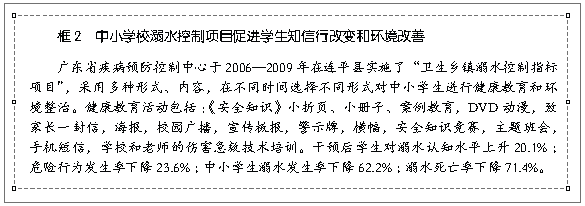 框 2 中小学校溺水控制项目促进学生知信行改变和环境改善
广东省疾病预防控制中心于 2006—2009 年在连平县实施了“卫生乡镇溺水控制指标
项目”，采用多种形式、内容，在不同时间选择不同形式对中小学生进行健康教育和环
境整治。健康教育活动包括：《安全知识》小折页、小册子、案例教育，DVD 动漫，致
家长一封信，海报，校园广播，宣传板报，警示牌，横幅，安全知识竞赛，主题班会，
手机短信，学校和老师的伤害急救技术培训。干预后学生对溺水认知水平上升 20.1%；
危险行为发生率下降 23.6%；中小学生溺水发生率下降 62.2%；溺水死亡率下降 71.4%。